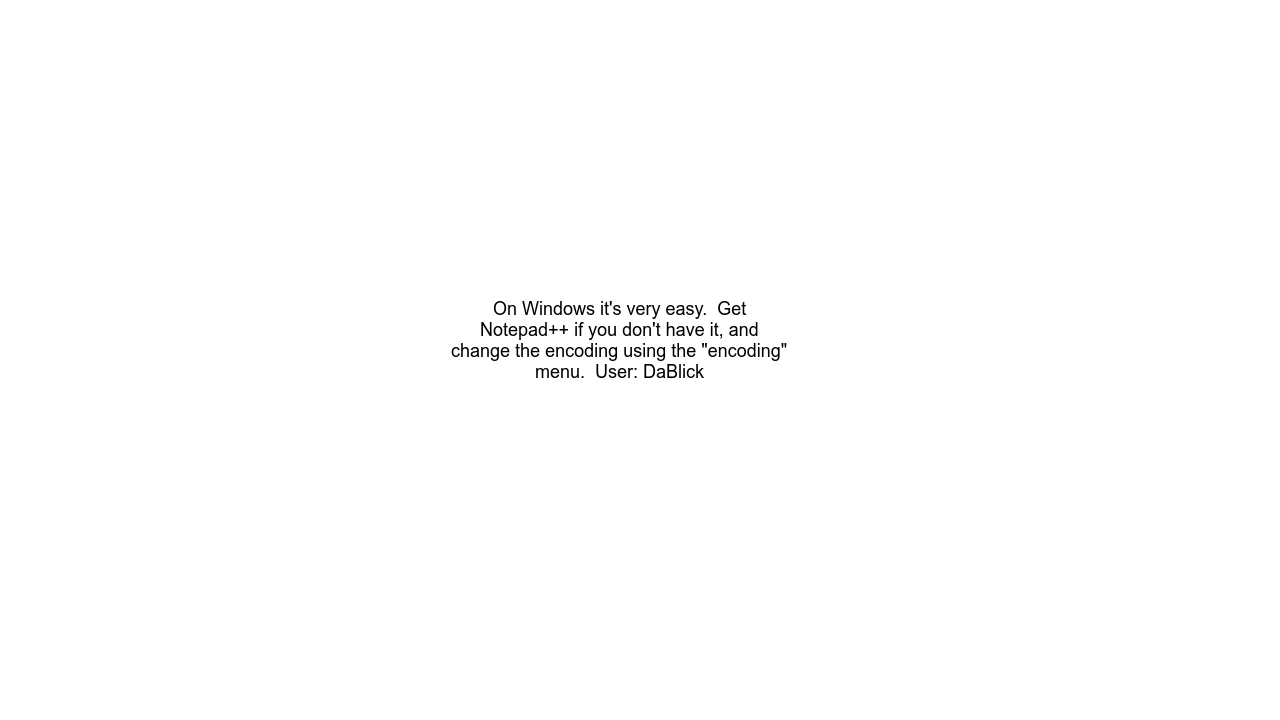 On Windows it's very easy.  Get
Notepad++ if you don't have it, and
change the encoding using the "encoding"
menu.  User: DaBlick